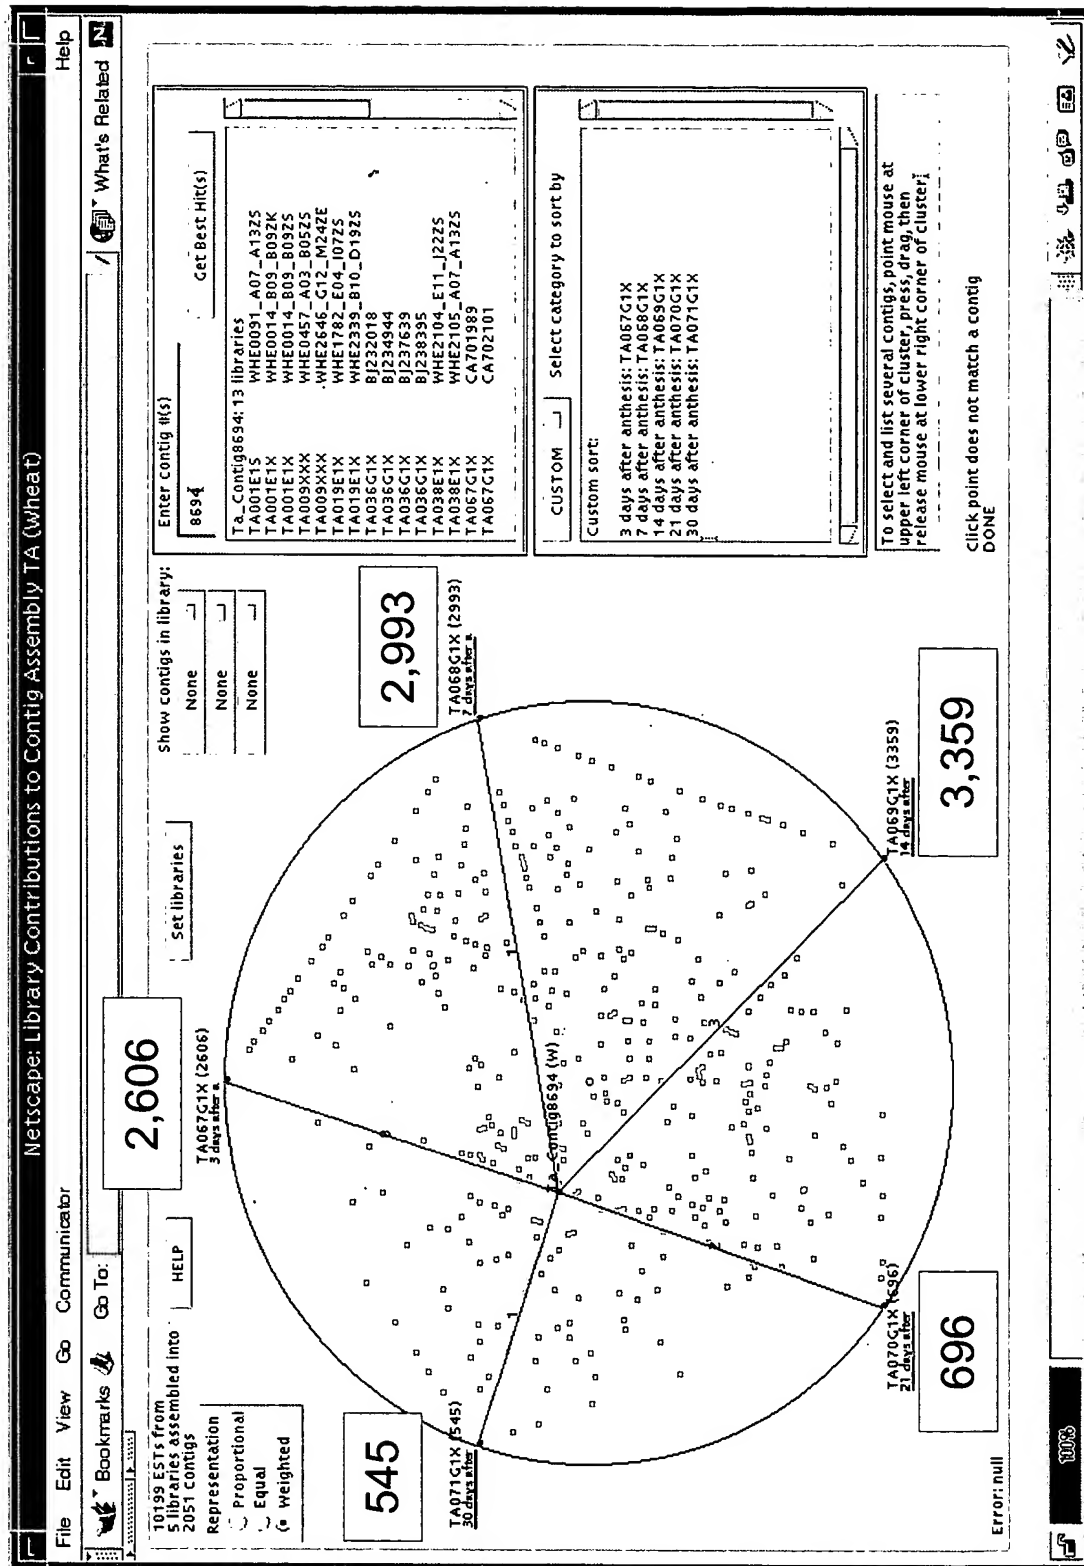 Netscape: Library Contributions to Contig Assembly TA (wheat)
File Edit View Go Communicator Help
Bookmarks Go To: What's Related
10199 ESTs from
5 libraries assembled into
2051 contigs
HELP
Set libraries
Representation
Proportional
Equal
Weighted
Show contigs in library:
None
None
None
2,606
TA067G1X (2606)
3 days after a.
2,993
TA068G1X (2993)
7 days after a.
3,359
TA069G1X (3359)
14 days after
696
TA070G1X (696)
21 days after
545
TA071G1X (545)
30 days after
Ta_Contig8694 (W)
1
1
3
2
Error: null
Enter contig #(s)
8694
Get Best Hit(s)
Ta_Contig8694: 13 libraries
TA001E1S WHE0091_A07_A13ZS
TA001E1X WHE0014_B09_B09ZK
TA001E1X WHE0014_B09_B09ZS
TA009XXX WHE0457_A03_B05ZS
TA009XXX WHE2646_G12_M24ZE
TA019E1X WHE1782_E04_I07ZS
TA019E1X WHE2339_B10_D19ZS
TA036G1X BJ232018
TA036G1X BJ234944
TA036G1X BJ237639
TA036G1X BJ238395
TA038E1X WHE2104_E11_J22ZS
TA038E1X WHE2105_A07_A13ZS
TA067G1X CA701989
TA067G1X CA702101
CUSTOM Select category to sort by
Custom sort:
3 days after anthesis: TA067G1X
7 days after anthesis: TA068G1X
14 days after anthesis: TA069G1X
21 days after anthesis: TA070G1X
30 days after anthesis: TA071G1X
To select and list several contigs, point mouse at
upper left corner of cluster, press, drag, then
release mouse at lower right corner of cluster
Click point does not match a contig
DONE
100%